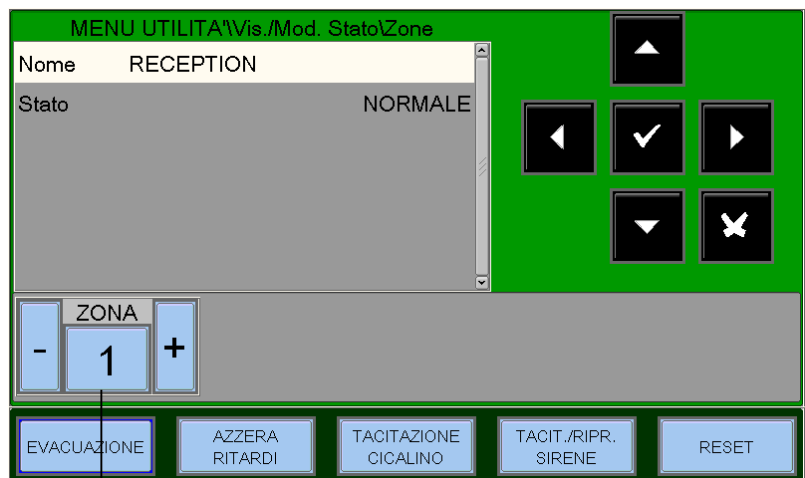 MENU UTILITA'\Vis./Mod. Stato\Zone
Nome RECEPTION
Stato NORMALE
ZONA
- 1 +
EVACUAZIONE
AZZERA
RITARDI
TACITAZIONE
CICALINO
TACIT./RIPR.
SIRENE
RESET